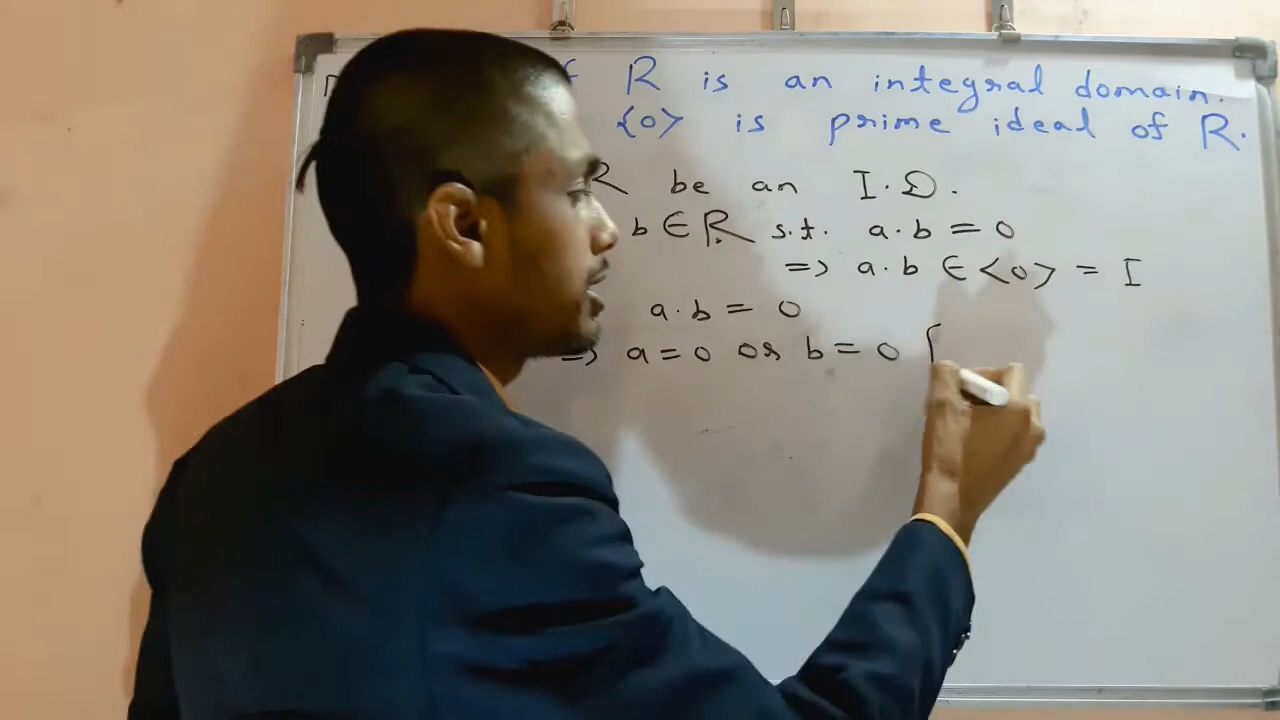 R is an integral domain.
{0> is prime ideal of R.
R be an I.D.
b ∈ R s.t. a.b = 0
=> a.b ∈ <0> = I
a.b = 0
=> a = 0 or b = 0 [